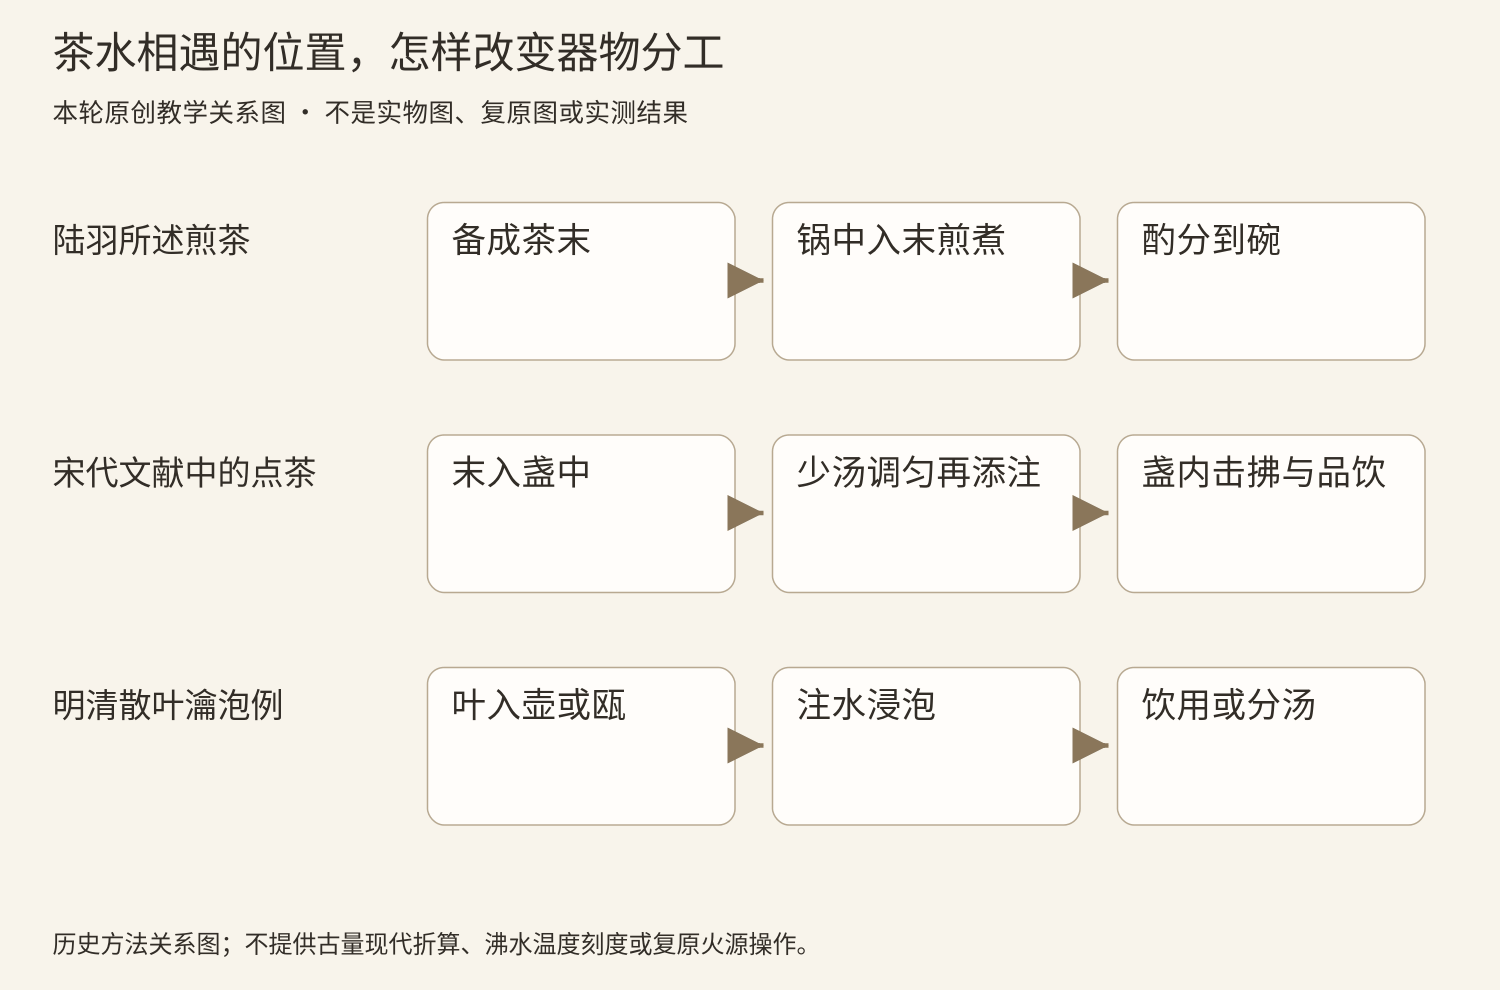 茶水相遇的位置，怎样改变器物分工
本轮原创教学关系图 · 不是实物图、复原图或实测结果
陆羽所述煎茶
备成茶末
锅中入末煎煮
酌分到碗
宋代文献中的点茶
末入盏中
少汤调匀再添注
盏内击拂与品饮
明清散叶瀹泡例
叶入壶或瓯
注水浸泡
饮用或分汤
历史方法关系图；不提供古量现代折算、沸水温度刻度或复原火源操作。